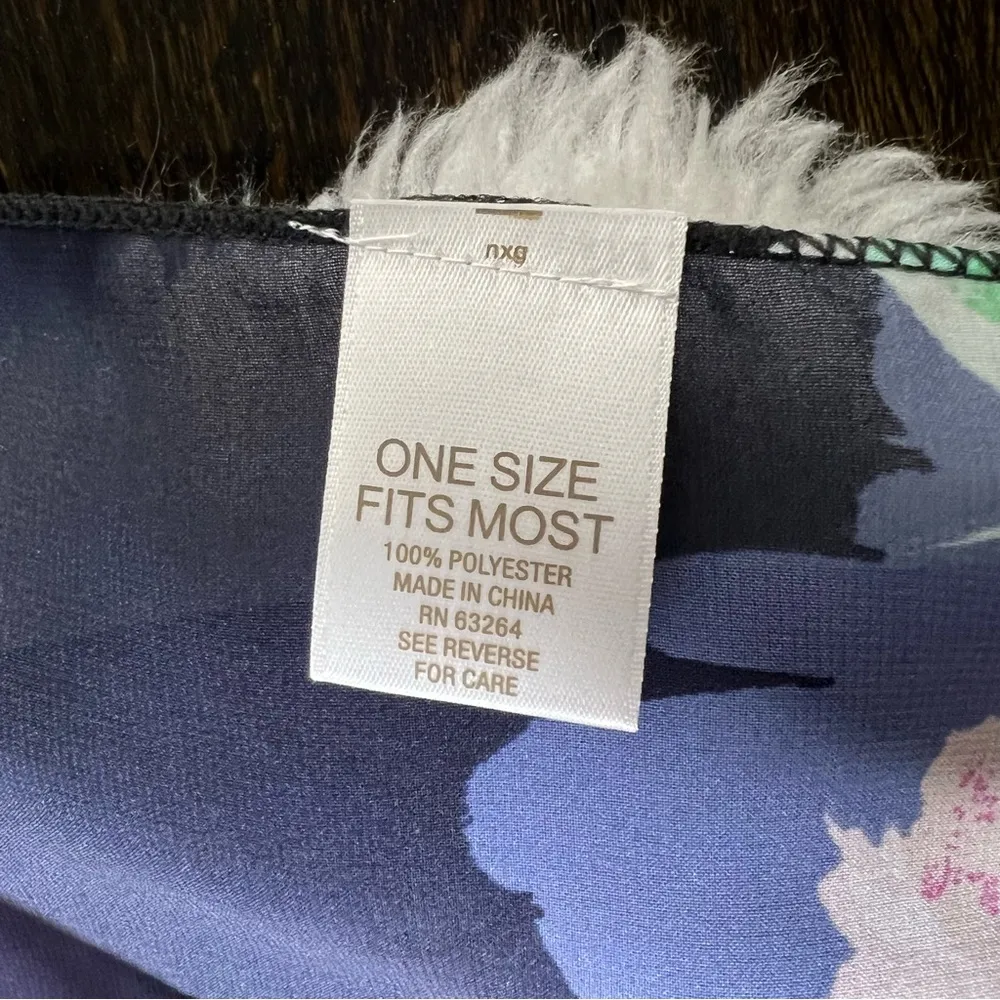 nxg
ONE SIZE
FITS MOST
100% POLYESTER
MADE IN CHINA
RN 63264
SEE REVERSE
FOR CARE